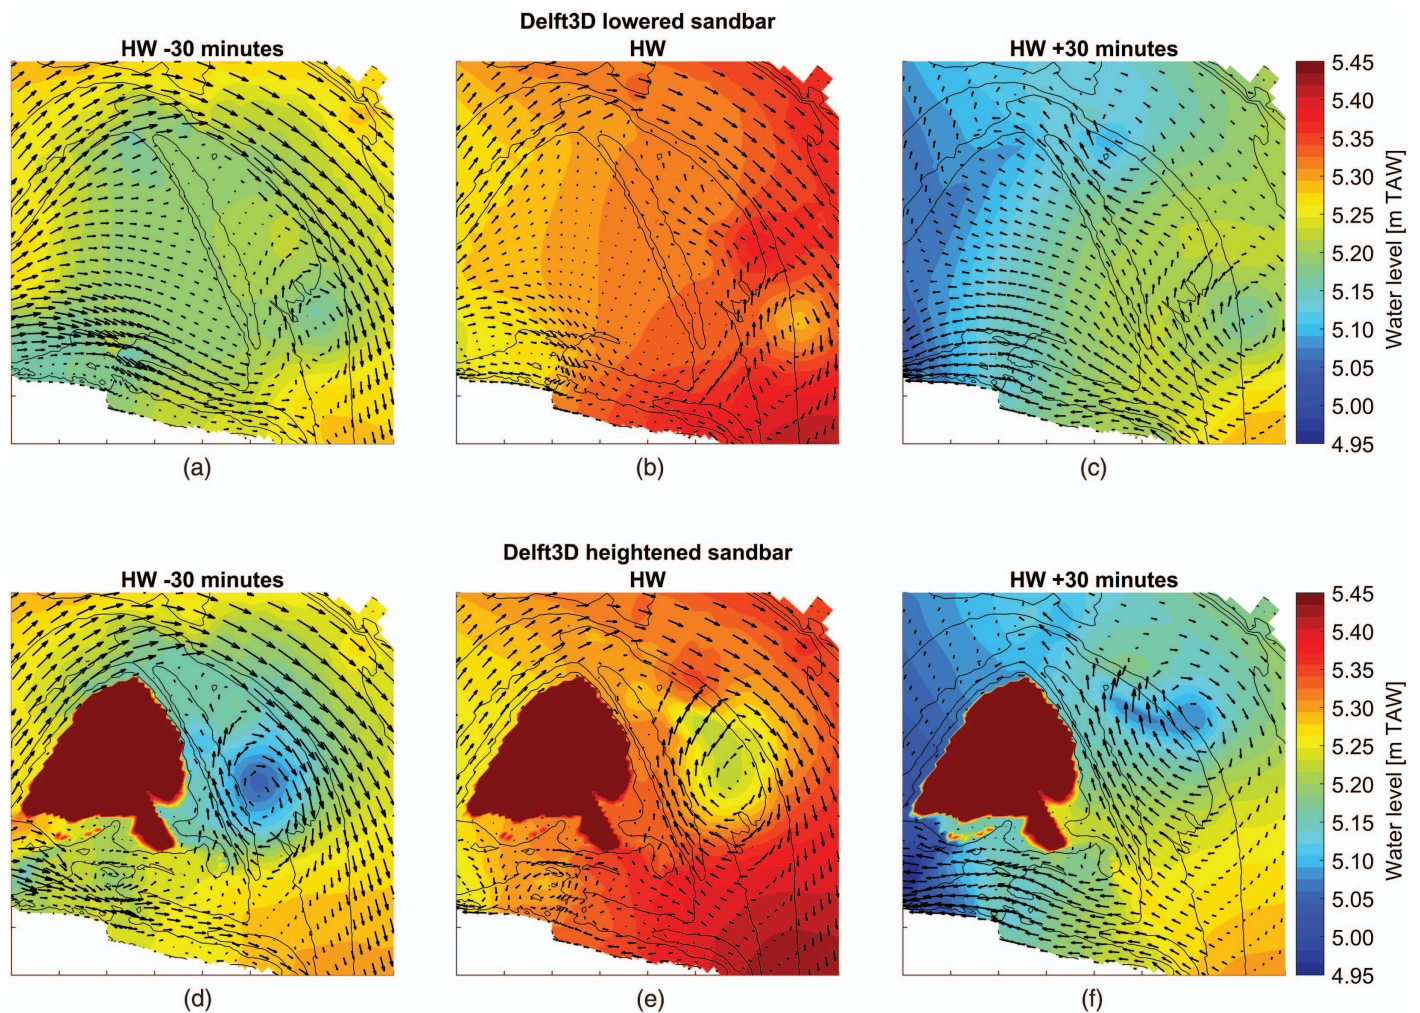 Delft3D lowered sandbar
HW -30 minutes
HW
HW +30 minutes
5.45
5.40
5.35
5.30
5.25
5.20
5.15
5.10
5.05
5.00
4.95
Water level [m TAW]
(a)
(b)
(c)
Delft3D heightened sandbar
HW -30 minutes
HW
HW +30 minutes
5.45
5.40
5.35
5.30
5.25
5.20
5.15
5.10
5.05
5.00
4.95
Water level [m TAW]
(d)
(e)
(f)